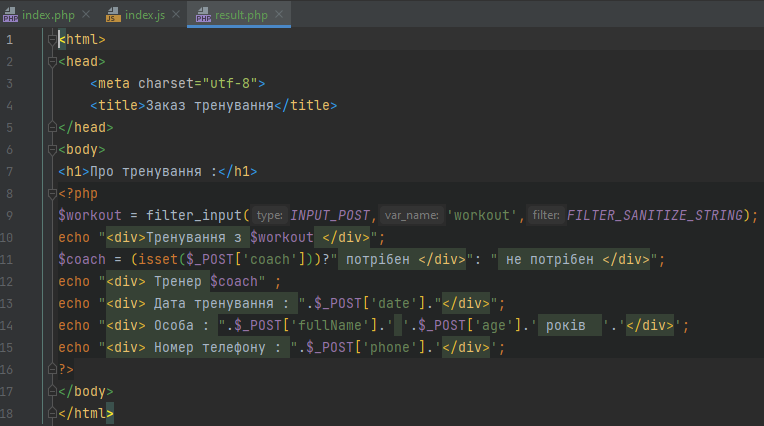 index.php index.js result.php
1 <html>
2 <head>
3 <meta charset="utf-8">
4 <title>Заказ тренування</title>
5 </head>
6 <body>
7 <h1>Про тренування :</h1>
8 <?php
9 $workout = filter_input( type: INPUT_POST, var_name: 'workout', filter: FILTER_SANITIZE_STRING);
10 echo "<div>Тренування з $workout </div>";
11 $coach = (isset($_POST['coach']))?" потрібен </div>": " не потрібен </div>";
12 echo "<div> Тренер $coach" ;
13 echo "<div> Дата тренування : ".$_POST['date']."</div>";
14 echo "<div> Особа : ".$_POST['fullName'].' '.$_POST['age'].' років '.'</div>';
15 echo "<div> Номер телефону : ".$_POST['phone'].'</div>';
16 ?>
17 </body>
18 </html>